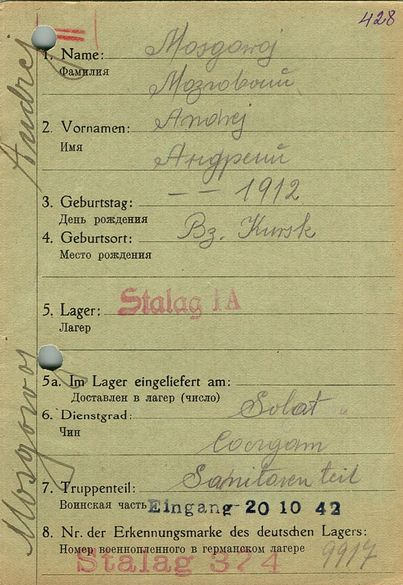 428
1. Name: Mosgowoj
Фамилия
Мозговой
2. Vornamen: Andrej
Имя
Андрей
3. Geburtstag: — — 1912
День рождения
4. Geburtsort: Bz. Kursk
Место рождения
5. Lager: Stalag IA
Лагерь
5a. Im Lager eingeliefert am:
Доставлен в лагерь (число)
6. Dienstgrad: Solat
Чин
7. Truppenteil: Sanitaren teil
Воинская часть Eingang 20 10 42
8. Nr. der Erkennungsmarke des deutschen Lagers:
Номер военнопленного в германском лагере 9917
Stalag 374
Mosgowoj Andrej